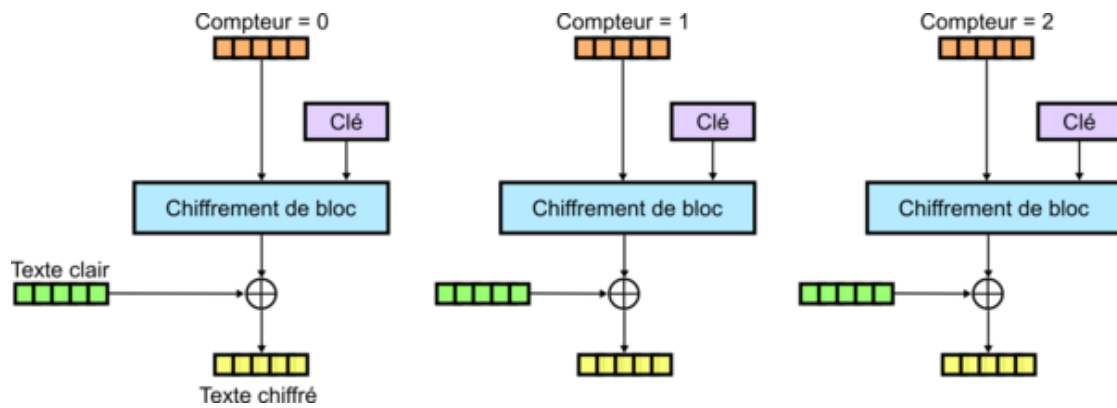 Compteur = 0
Compteur = 1
Compteur = 2
Clé
Clé
Clé
Chiffrement de bloc
Chiffrement de bloc
Chiffrement de bloc
Texte clair
Texte chiffré